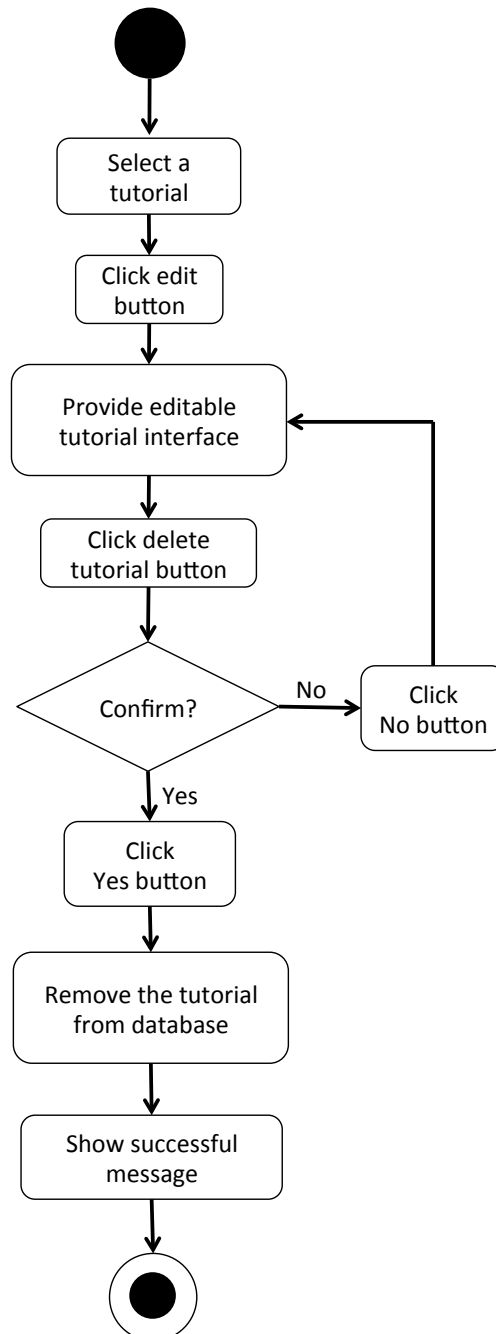 Select a
tutorial
Click edit
button
Provide editable
tutorial interface
Click delete
tutorial button
Confirm?
No
Click
No button
Yes
Click
Yes button
Remove the tutorial
from database
Show successful
message